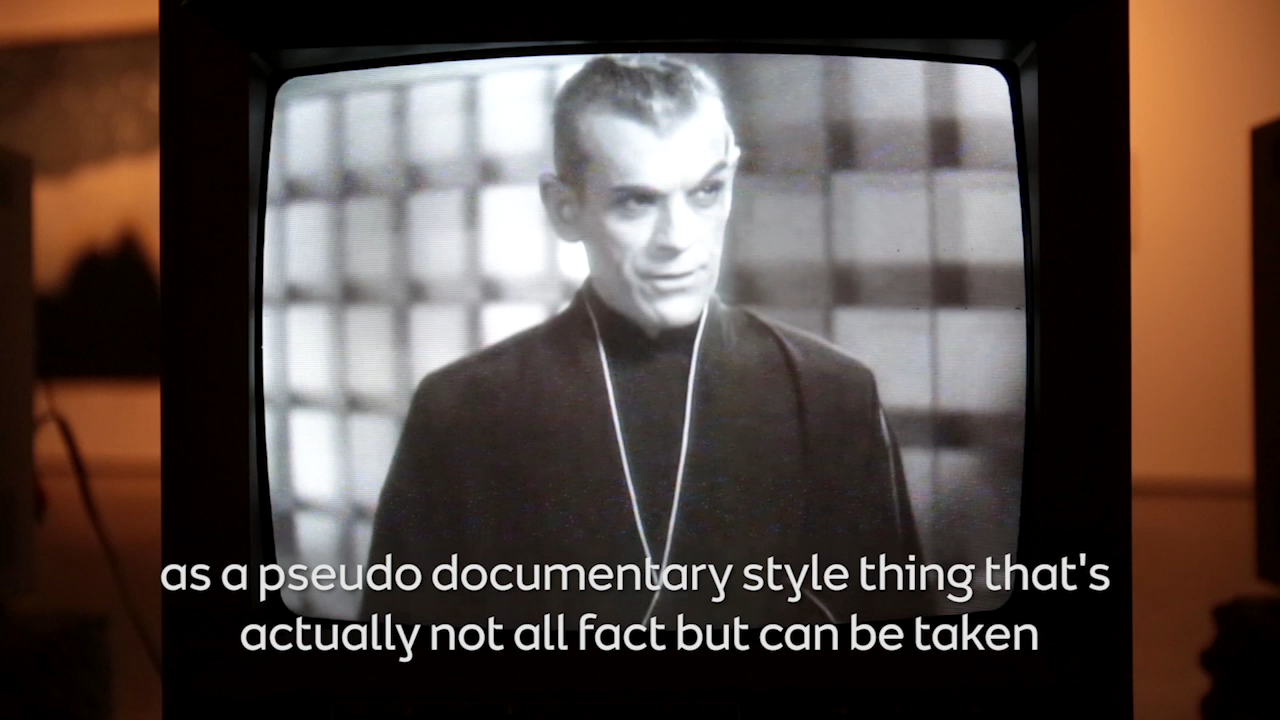 as a pseudo documentary style thing that's
actually not all fact but can be taken